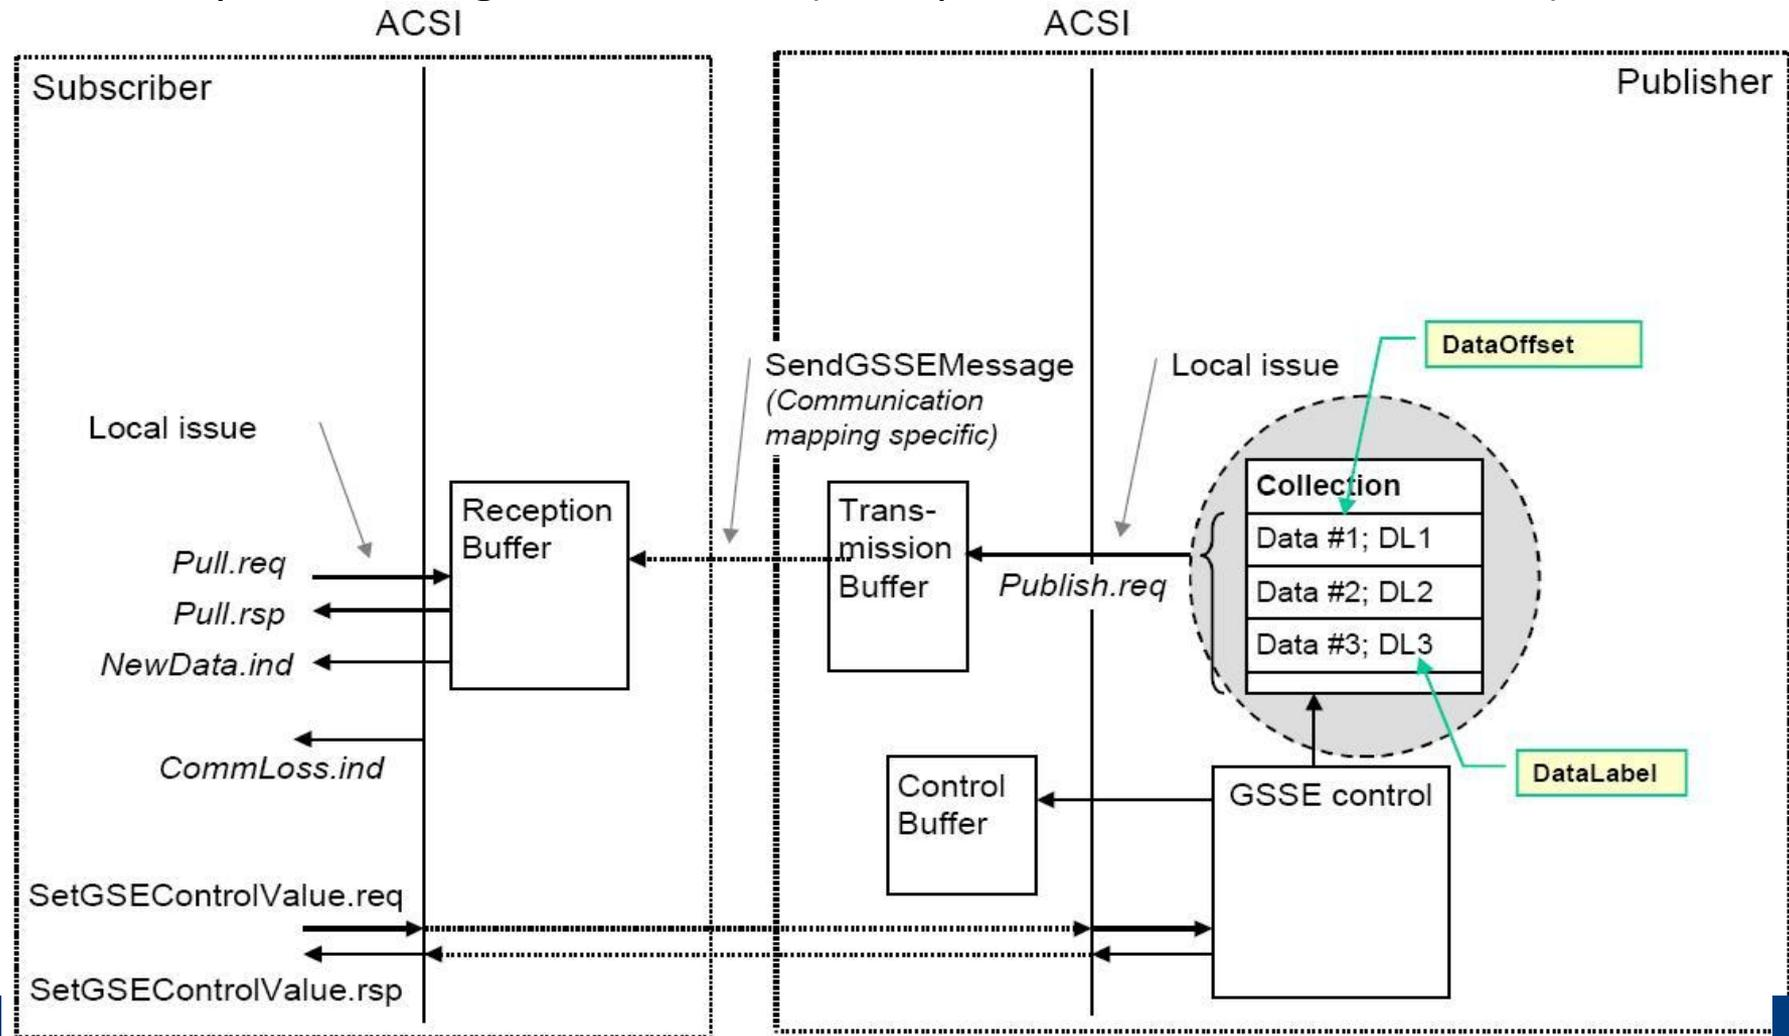 ACSI
ACSI
Subscriber
Publisher
DataOffset
SendGSSEMessage
(Communication
mapping specific)
Local issue
Local issue
Collection
Reception
Buffer
Trans-
mission
Buffer
Data #1; DL1
Data #2; DL2
Data #3; DL3
Pull.req
Pull.rsp
NewData.ind
Publish.req
CommLoss.ind
DataLabel
Control
Buffer
GSSE control
SetGSEControlValue.req
SetGSEControlValue.rsp